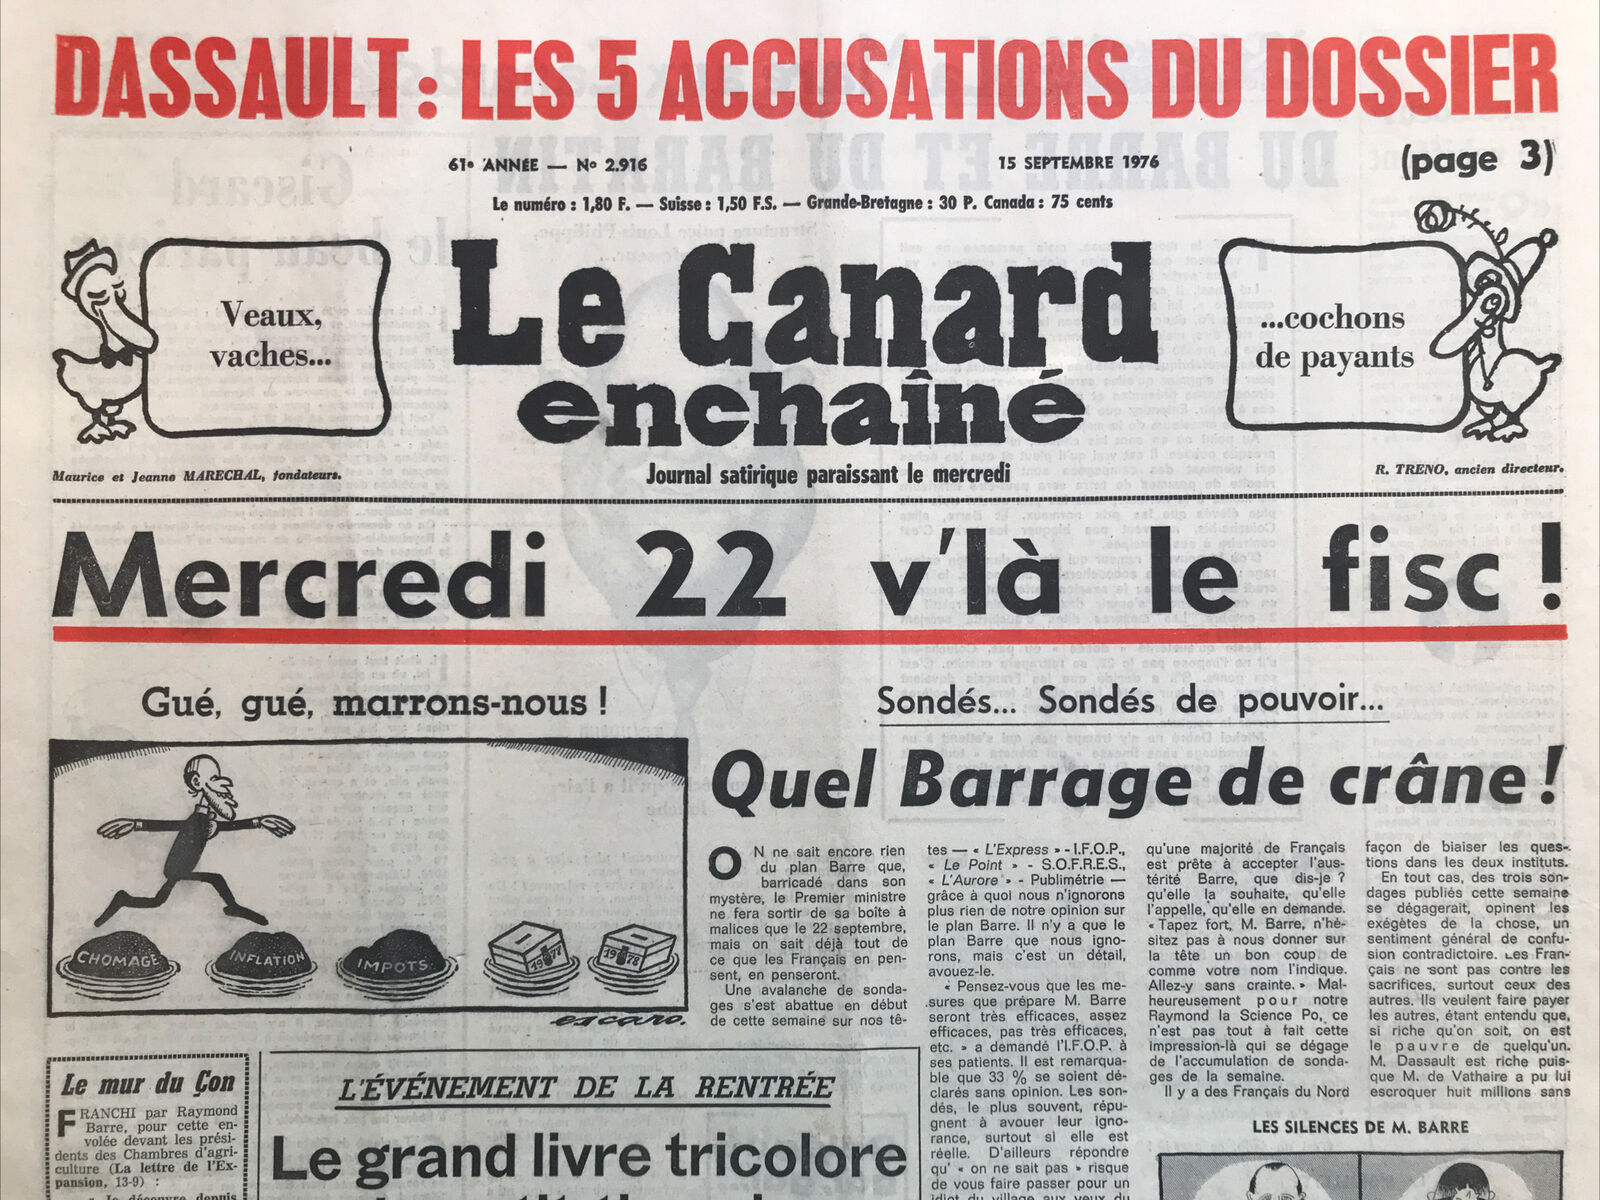 DASSAULT : LES 5 ACCUSATIONS DU DOSSIER
61e ANNÉE — No 2.916
15 SEPTEMBRE 1976
(page 3)
Le numéro : 1,80 F. — Suisse : 1,50 F.S. — Grande-Bretagne : 30 P. Canada : 75 cents
Veaux,
vaches...
Le Canard
enchaîné
...cochons
de payants
Maurice et Jeanne MARECHAL, fondateurs.
Journal satirique paraissant le mercredi
R. TRENO, ancien directeur.
Mercredi 22 v'là le fisc !
Gué, gué, marrons-nous !
CHOMAGE
INFLATION
IMPOTS
1977
1978
escaro.
Sondés... Sondés de pouvoir...
Quel Barrage de crâne !
ON ne sait encore rien
du plan Barre que,
barricadé dans son
mystère, le Premier ministre
ne fera sortir de sa boîte à
malices que le 22 septembre,
mais on sait déjà tout de
ce que les Français en pen-
sent, en penseront.
Une avalanche de sonda-
ges s'est abattue en début
de cette semaine sur nos tê-
tes — « L'Express » - I.F.O.P.,
« Le Point » - S.O.F.R.E.S.,
« L'Aurore » - Publimétrie —
grâce à quoi nous n'ignorons
plus rien de notre opinion sur
le plan Barre. Il n'y a que le
plan Barre que nous igno-
rons, mais c'est un détail,
avouez-le.
« Pensez-vous que les me-
sures que prépare M. Barre
seront très efficaces, assez
efficaces, pas très efficaces,
etc. » a demandé l'I.F.O.P. à
ses patients. Il est remarqua-
ble que 33 % se soient dé-
clarés sans opinion. Les son-
dés, le plus souvent, répu-
gnent à avouer leur igno-
rance, surtout si elle est
réelle. D'ailleurs répondre
qu' « on ne sait pas » risque
de vous faire passer pour un
idiot du village aux yeux du
qu'une majorité de Français
est prête à accepter l'aus-
térité Barre, que dis-je ?
qu'elle la souhaite, qu'elle
l'appelle, qu'elle en demande.
« Tapez fort, M. Barre, n'hé-
sitez pas à nous donner sur
la tête un bon coup de
comme votre nom l'indique.
Allez-y sans crainte. » Mal-
heureusement pour notre
Raymond la Science Po, ce
n'est pas tout à fait cette
impression-là qui se dégage
de l'accumulation de sonda-
ges de la semaine.
Il y a des Français du Nord
façon de biaiser les ques-
tions dans les deux instituts.
En tout cas, des trois son-
dages publiés cette semaine
se dégagerait, opinent les
exégètes de la chose, un
sentiment général de confu-
sion contradictoire. Les Fran-
çais ne sont pas contre les
sacrifices, surtout ceux des
autres. Ils veulent faire payer
les autres, étant entendu que,
si riche qu'on soit, on est
le pauvre de quelqu'un.
M. Dassault est riche puis-
que M. de Vathaire a pu lui
escroquer huit millions sans
LES SILENCES DE M. BARRE
Le mur du Çon
FRANCHI par Raymond
Barre, pour cette en-
volée devant les prési-
dents des Chambres d'agri-
culture (La lettre de l'Ex-
pansion, 13-9) :
« Je découvre depuis
L'ÉVÉNEMENT DE LA RENTRÉE
Le grand livre tricolore